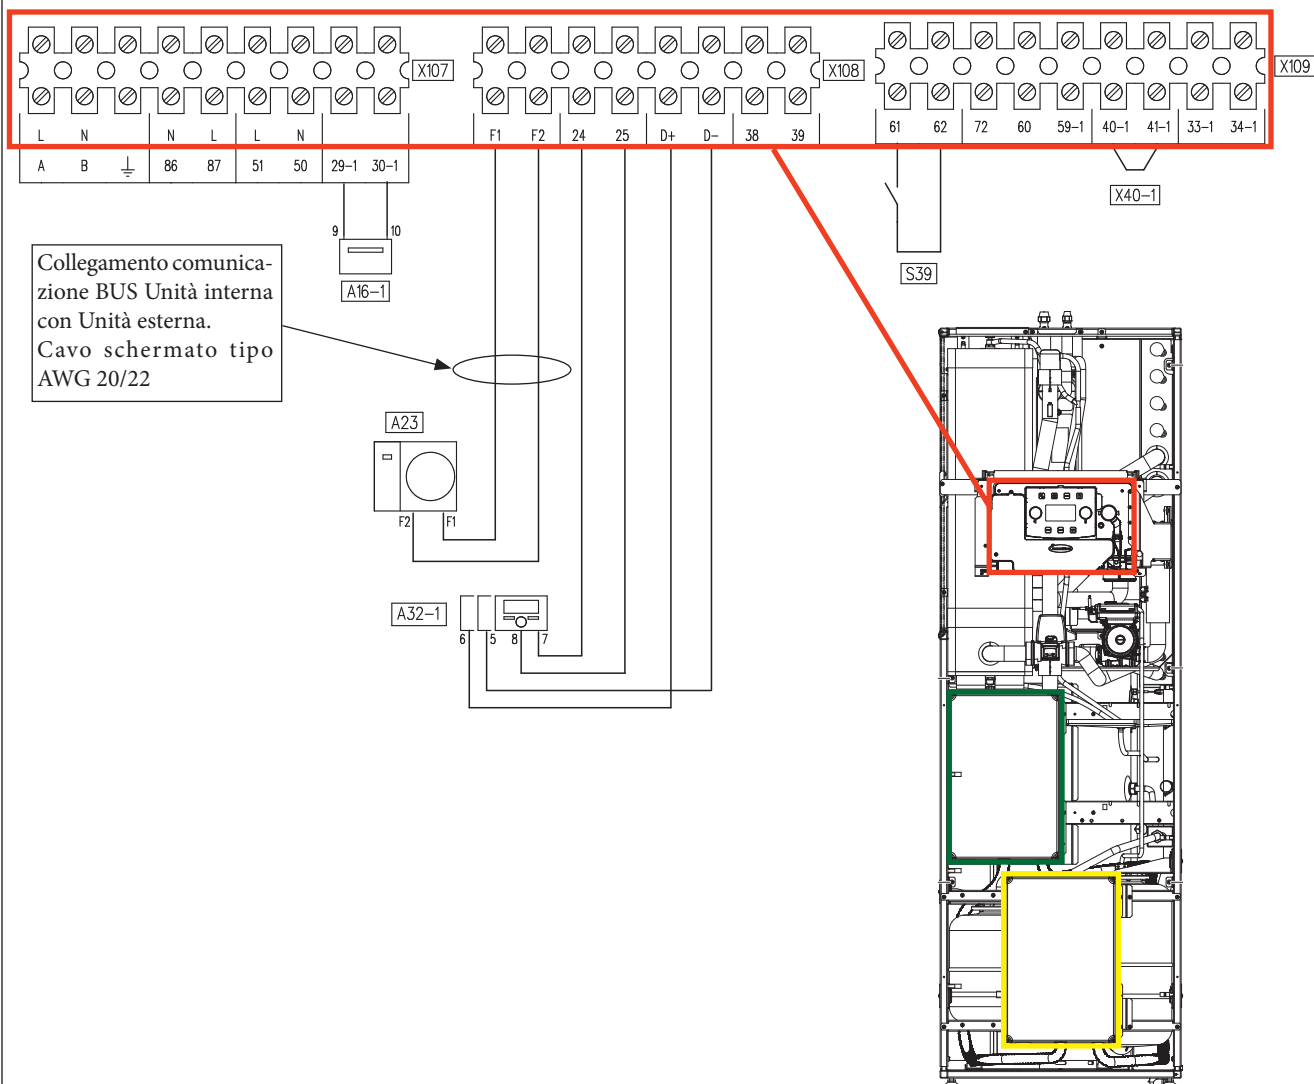 X107
X108
X109
L N N L L N
A B 86 87 51 50 29-1 30-1
F1 F2 24 25 D+ D- 38 39
61 62 72 60 59-1 40-1 41-1 33-1 34-1
X40-1
S39
9 10
A16-1
Collegamento comunica-
zione BUS Unità interna
con Unità esterna.
Cavo schermato tipo
AWG 20/22
A23
F2 F1
A32-1
6 5 8 7